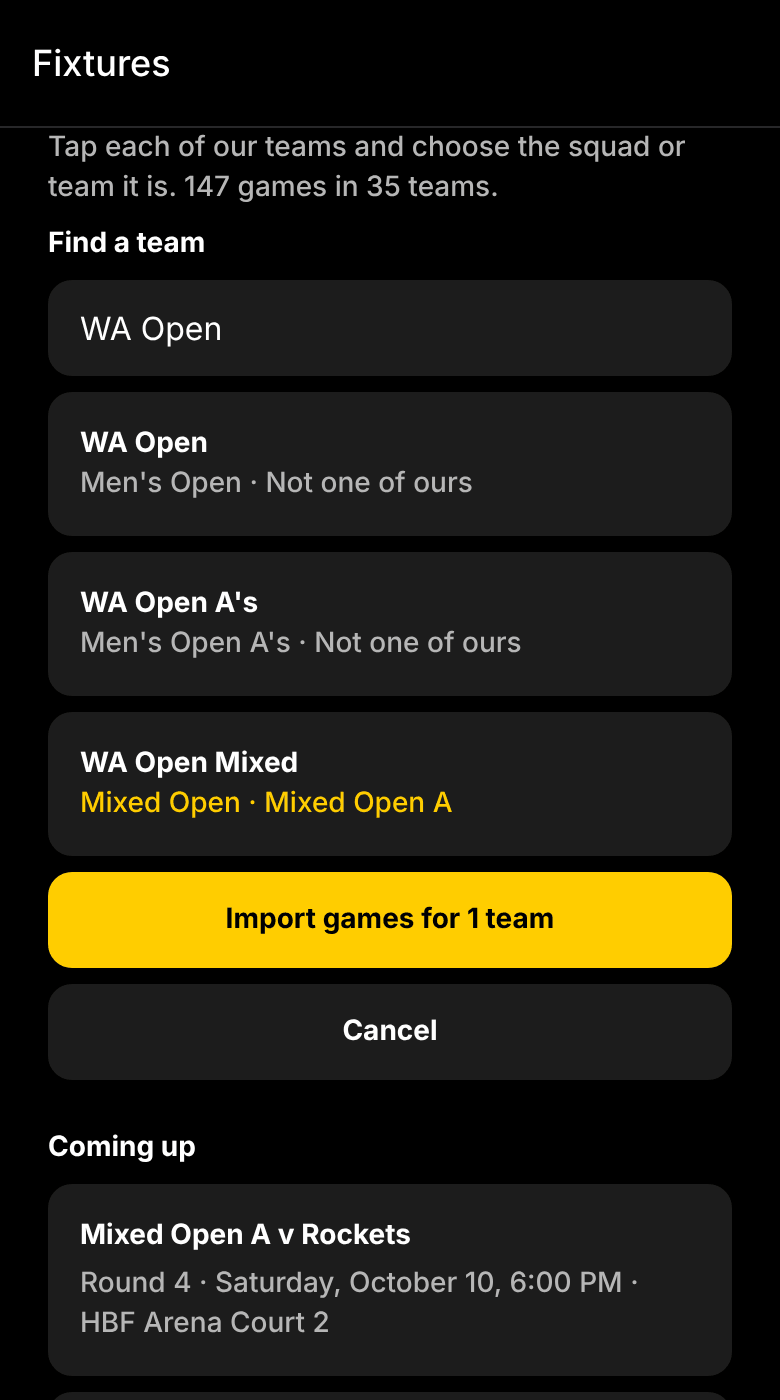 Fixtures
Tap each of our teams and choose the squad or
team it is. 147 games in 35 teams.
Find a team
WA Open
WA Open
Men's Open · Not one of ours
WA Open A's
Men's Open A's · Not one of ours
WA Open Mixed
Mixed Open · Mixed Open A
Import games for 1 team
Cancel
Coming up
Mixed Open A v Rockets
Round 4 · Saturday, October 10, 6:00 PM ·
HBF Arena Court 2